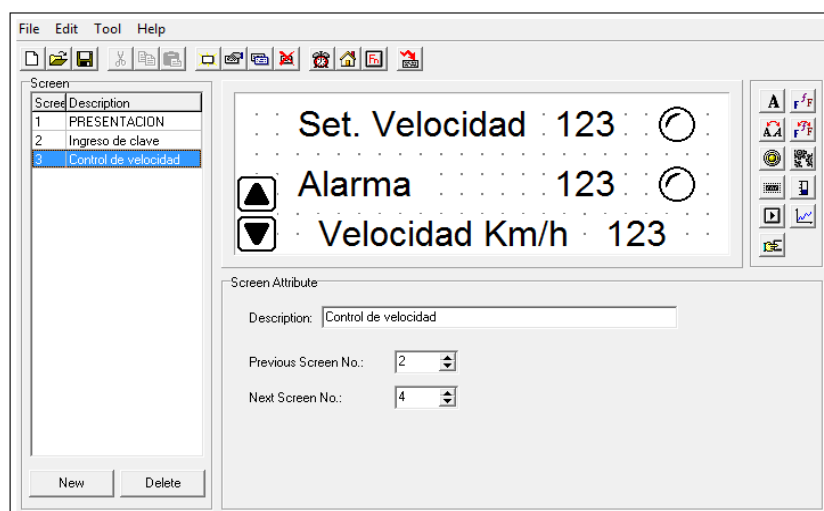 File Edit Tool Help
Screen
Scree Description
1 PRESENTACION
2 Ingreso de clave
3 Control de velocidad
New Delete
Set. Velocidad 123
Alarma 123
Velocidad Km/h 123
Screen Attribute
Description: Control de velocidad
Previous Screen No.: 2
Next Screen No.: 4